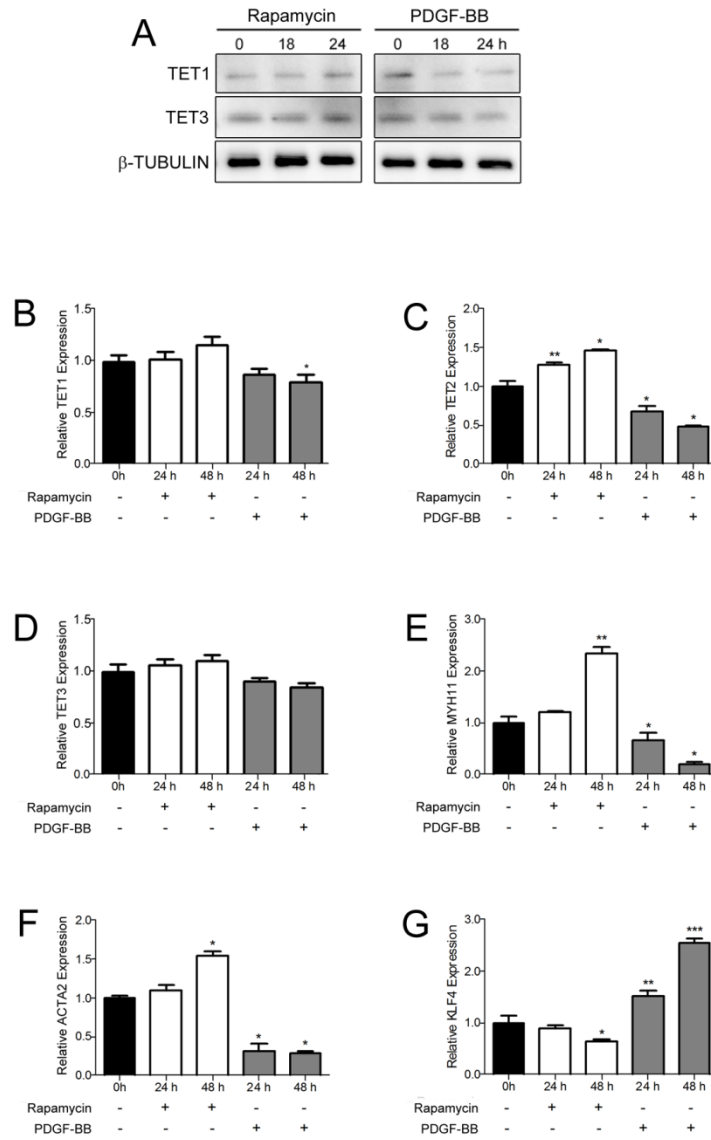 A
Rapamycin PDGF-BB
0 18 24 0 18 24 h
TET1
TET3
β-TUBULIN
B
Relative TET1 Expression
1.5
1.0
0.5
0.0
*
0h 24 h 48 h 24 h 48 h
Rapamycin - + + - -
PDGF-BB - - - + +
C
Relative TET2 Expression
2.0
1.5
1.0
0.5
0.0
** * * *
0h 24 h 48 h 24 h 48 h
Rapamycin - + + - -
PDGF-BB - - - + +
D
Relative TET3 Expression
1.5
1.0
0.5
0.0
0h 24 h 48 h 24 h 48 h
Rapamycin - + + - -
PDGF-BB - - - + +
E
Relative MYH11 Expression
3.0
2.0
1.0
0.0
** * *
0h 24 h 48 h 24 h 48 h
Rapamycin - + + - -
PDGF-BB - - - + +
F
Relative ACTA2 Expression
2.0
1.5
1.0
0.5
0.0
* * *
0h 24 h 48 h 24 h 48 h
Rapamycin - + + - -
PDGF-BB - - - + +
G
Relative KLF4 Expression
3.0
2.0
1.0
0.0
* ** ***
0h 24 h 48 h 24 h 48 h
Rapamycin - + + - -
PDGF-BB - - - + +